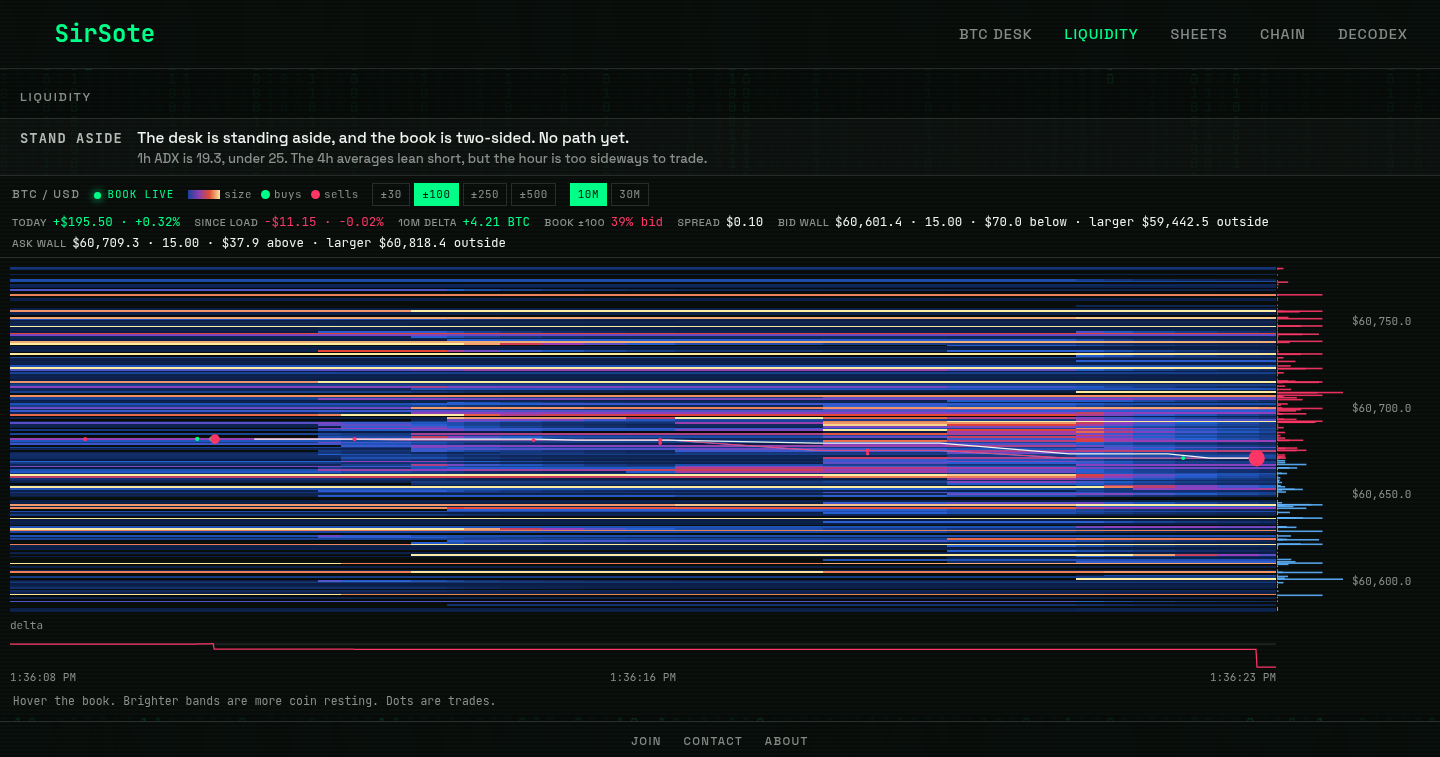 SirSote
BTC DESK LIQUIDITY SHEETS CHAIN DECODEX
LIQUIDITY
STAND ASIDE The desk is standing aside, and the book is two-sided. No path yet.
1h ADX is 19.3, under 25. The 4h averages lean short, but the hour is too sideways to trade.
BTC / USD BOOK LIVE size buys sells ±30 ±100 ±250 ±500 10M 30M
TODAY +$195.50 · +0.32% SINCE LOAD -$11.15 · -0.02% 10M DELTA +4.21 BTC BOOK ±100 39% bid SPREAD $0.10 BID WALL $60,601.4 · 15.00 · $70.0 below · larger $59,442.5 outside
ASK WALL $60,709.3 · 15.00 · $37.9 above · larger $60,818.4 outside
$60,750.0
$60,700.0
$60,650.0
$60,600.0
delta
1:36:08 PM 1:36:16 PM 1:36:23 PM
Hover the book. Brighter bands are more coin resting. Dots are trades.
JOIN CONTACT ABOUT